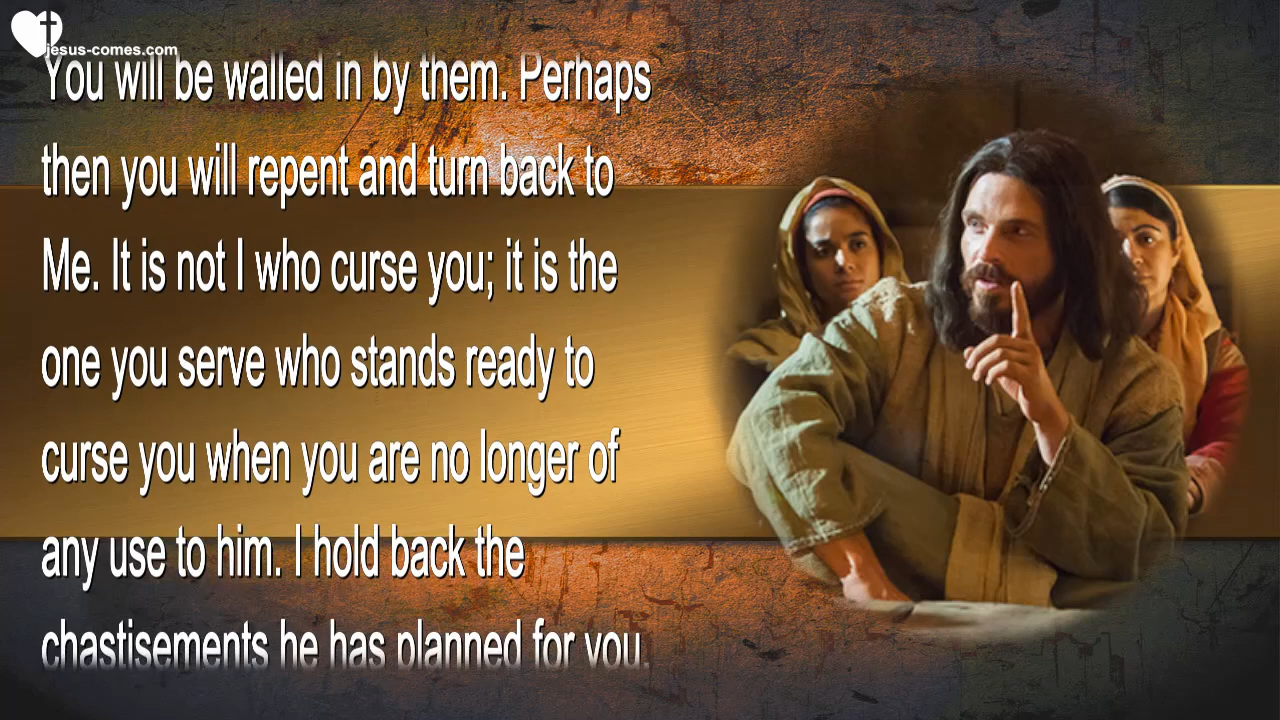 jesus-comes.com
You will be walled in by them. Perhaps
then you will repent and turn back to
Me. It is not I who curse you; it is the
one you serve who stands ready to
curse you when you are no longer of
any use to him. I hold back the
chastisements he has planned for you.